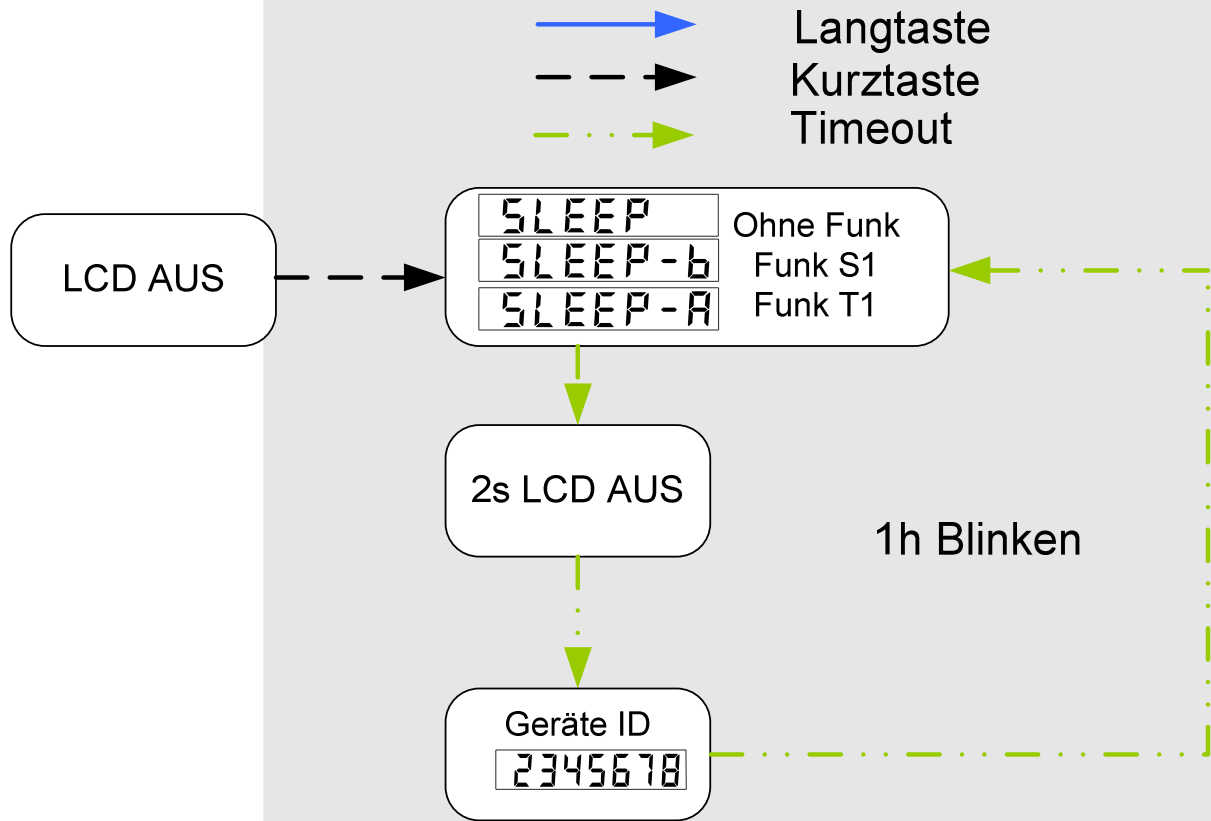 Langtaste
Kurztaste
Timeout
LCD AUS
SLEEP
Ohne Funk
SLEEP-b
Funk S1
SLEEP-A
Funk T1
2s LCD AUS
1h Blinken
Geräte ID
2345678